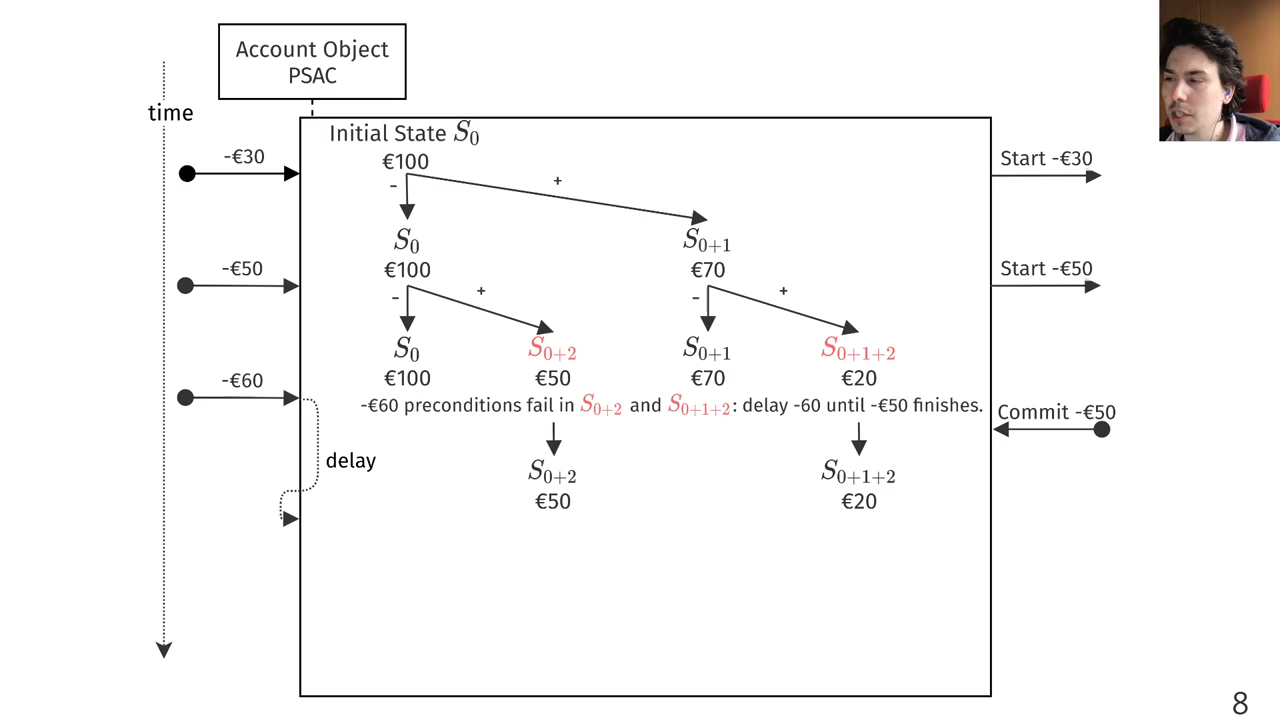 Account Object
PSAC
time
Initial State S₀
-€30
€100
Start -€30
-
+
S₀
S₀₊₁
€100
€70
-€50
Start -€50
-
+
-
+
S₀
S₀₊₂
S₀₊₁
S₀₊₁₊₂
€100
€50
€70
€20
-€60
-€60 preconditions fail in S₀₊₂ and S₀₊₁₊₂: delay -60 until -€50 finishes.
Commit -€50
delay
S₀₊₂
S₀₊₁₊₂
€50
€20
8